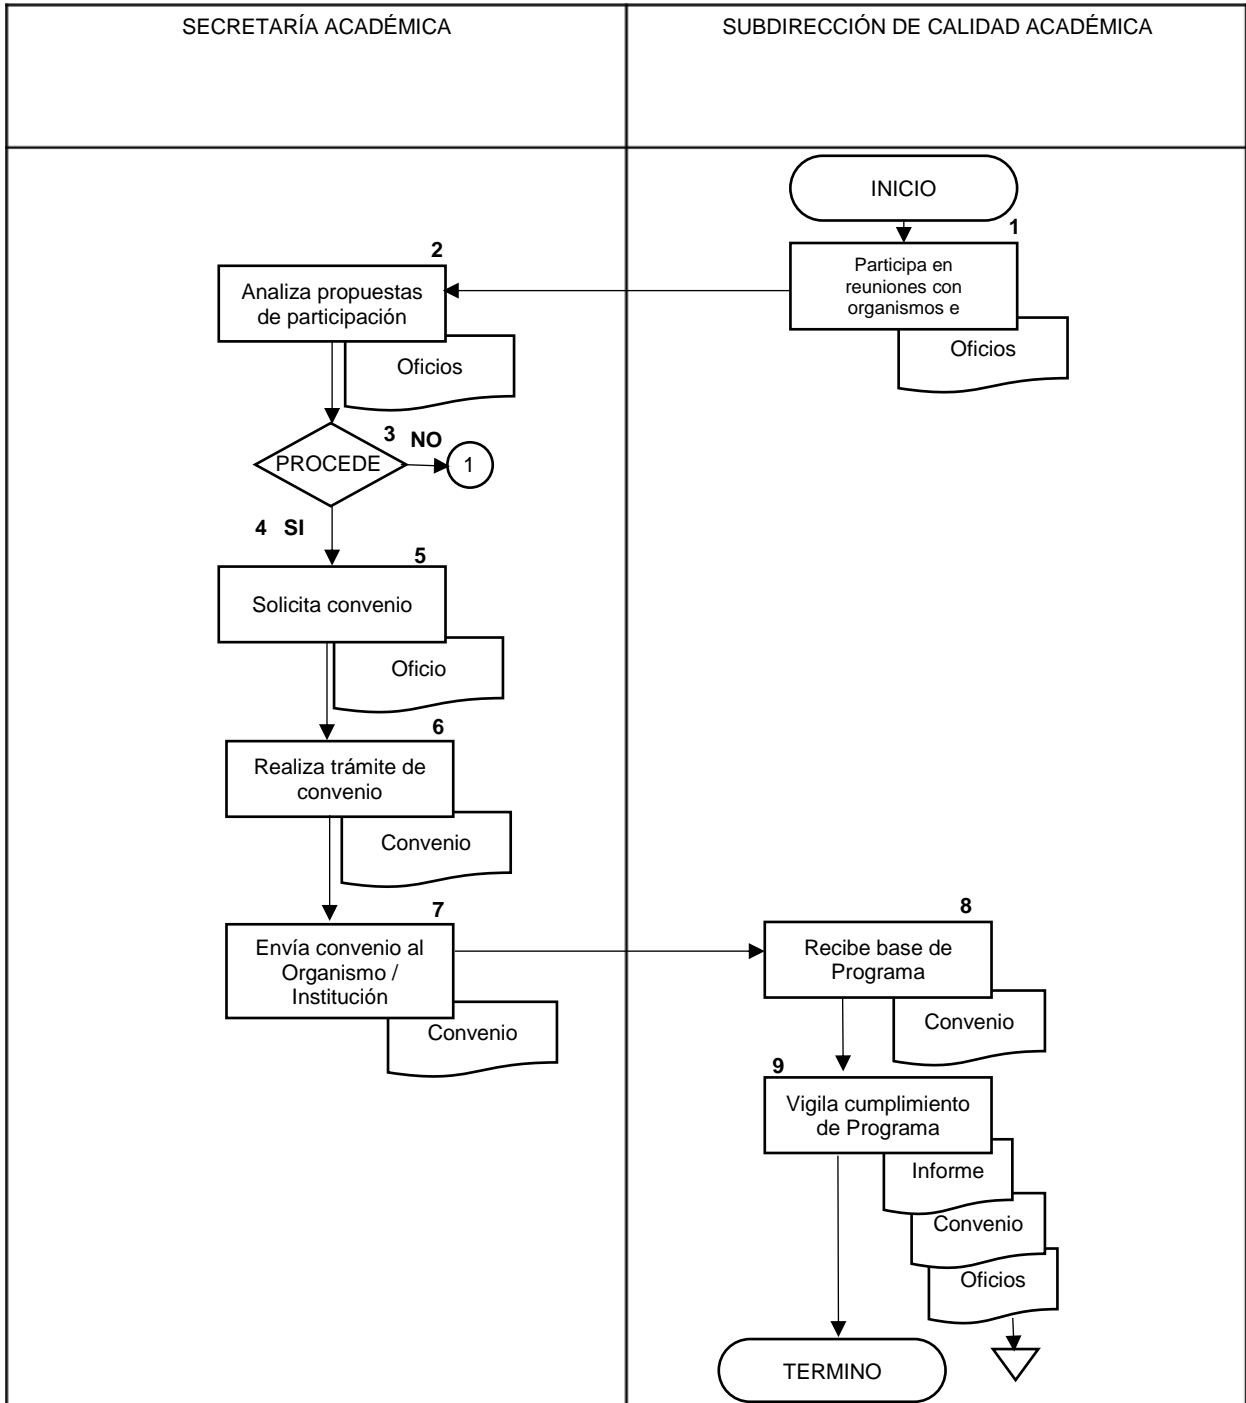 SECRETARÍA ACADÉMICA
SUBDIRECCIÓN DE CALIDAD ACADÉMICA
INICIO
1
Participa en
reuniones con
organismos e
Oficios
2
Analiza propuestas
de participación
Oficios
3
NO
PROCEDE
1
4 SI
5
Solicita convenio
Oficio
6
Realiza trámite de
convenio
Convenio
7
Envía convenio al
Organismo /
Institución
Convenio
8
Recibe base de
Programa
Convenio
9
Vigila cumplimiento
de Programa
Informe
Convenio
Oficios
TERMINO